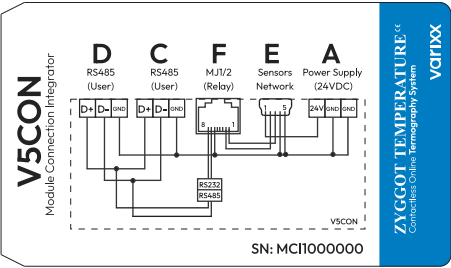 V5CON
Module Connection Integrator
D C F E A
RS485 (User)
RS485 (User)
MJ1/2 (Relay)
Sensors Network
Power Supply (24VDC)
D+ D- GND
D+ D- GND
8 1
1 5
24V GND GND
RS232
RS485
V5CON
SN: MCI1000000
ZYGGOT TEMPERATURE CE
Contactless Online Termography System
varixx